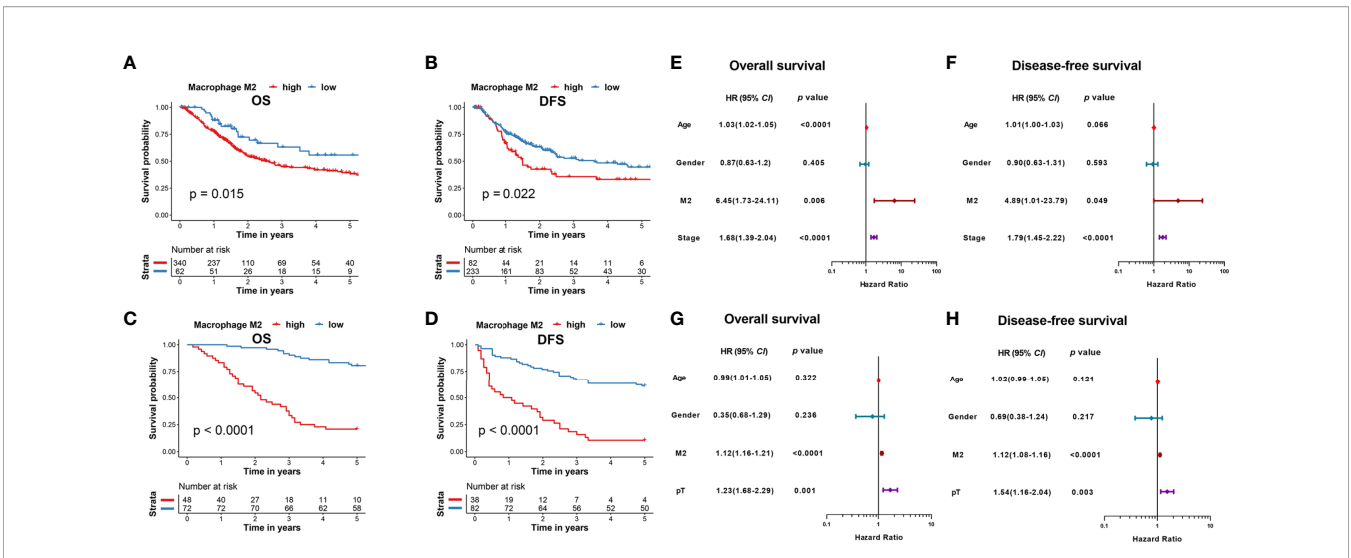 A
Macrophage M2 high low
OS
Survival probability
1.00
0.75
0.50
0.25
0.00
p = 0.015
0 1 2 3 4 5
Time in years
Number at risk
Strata
340 237 110 69 54 40
62 51 26 18 15 9
0 1 2 3 4 5
Time in years
B
Macrophage M2 high low
DFS
Survival probability
1.00
0.75
0.50
0.25
0.00
p = 0.022
0 1 2 3 4 5
Time in years
Number at risk
Strata
82 44 21 14 11 6
233 161 83 52 43 30
0 1 2 3 4 5
Time in years
E
Overall survival
HR (95% CI) p value
Age 1.03(1.02-1.05) <0.0001
Gender 0.87(0.63-1.2) 0.405
M2 6.45(1.73-24.11) 0.006
Stage 1.68(1.39-2.04) <0.0001
0.1 1 10 100
Hazard Ratio
F
Disease-free survival
HR (95% CI) p value
Age 1.01(1.00-1.03) 0.066
Gender 0.90(0.63-1.31) 0.593
M2 4.89(1.01-23.79) 0.049
Stage 1.79(1.45-2.22) <0.0001
0.1 1 10 100
Hazard Ratio
C
Macrophage M2 high low
OS
Survival probability
1.00
0.75
0.50
0.25
0.00
p < 0.0001
0 1 2 3 4 5
Time in years
Number at risk
Strata
48 40 27 18 11 10
72 72 70 66 62 58
0 1 2 3 4 5
Time in years
D
Macrophage M2 high low
DFS
Survival probability
1.00
0.75
0.50
0.25
0.00
p < 0.0001
0 1 2 3 4 5
Time in years
Number at risk
Strata
38 19 12 7 4 4
82 72 64 56 52 50
0 1 2 3 4 5
Time in years
G
Overall survival
HR (95% CI) p value
Age 0.99(1.01-1.05) 0.322
Gender 0.35(0.68-1.29) 0.236
M2 1.12(1.16-1.21) <0.0001
pT 1.23(1.68-2.29) 0.001
0.1 1 10
Hazard Ratio
H
Disease-free survival
HR (95% CI) p value
Age 1.02(0.99-1.05) 0.121
Gender 0.69(0.38-1.24) 0.217
M2 1.12(1.08-1.16) <0.0001
pT 1.54(1.16-2.04) 0.003
0.1 1 10
Hazard Ratio